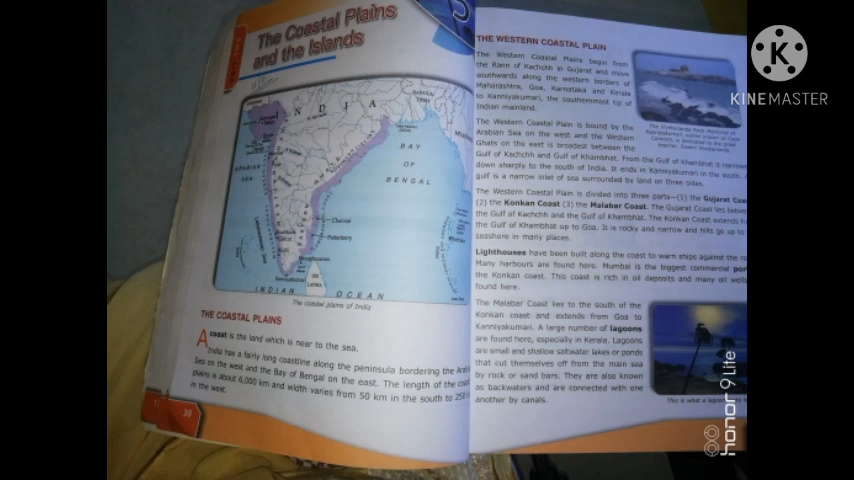 The Coastal Plains
and the Islands
I N D I A
BAY
OF
BENGAL
ARABIAN
SEA
Chennai
Puducherry
Kanniyakumari
SRI
LANKA
INDIAN OCEAN
The coastal plains of India
THE COASTAL PLAINS
A coast is the land which is near to the sea.
India has a fairly long coastline along the peninsula bordering the
Sea on the west and the Bay of Bengal on the east. The length of the
plains is about 6,000 km and width varies from 50 km in the south to 250
in the west.
30
THE WESTERN COASTAL PLAIN
The Western Coastal Plains begin from
the Rann of Kachchh in Gujarat and move
southwards along the western borders of
Maharashtra, Goa, Karnataka and Kerala
to Kanniyakumari, the southernmost tip of
Indian mainland.
The Western Coastal Plain is bound by the
Arabian Sea on the west and the Western
Ghats on the east is broadest between the
Gulf of Kachchh and Gulf of Khambhat. From the Gulf of Khambhat it
down sharply to the south of India. It ends in Kanniyakumari in the south.
gulf is a narrow inlet of sea surrounded by land on three sides.
The Western Coastal Plain is divided into three parts—(1) the Gujarat
(2) the Konkan Coast (3) the Malabar Coast. The Gujarat Coast lies
the Gulf of Kachchh and the Gulf of Khambhat. The Konkan Coast extends
the Gulf of Khambhat up to Goa. It is rocky and narrow and hills go up to
seashore in many places.
Lighthouses have been built along the coast to warn ships against the
Many harbours are found here. Mumbai is the biggest commercial
the Konkan coast. This coast is rich in oil deposits and many oil
found here.
The Malabar Coast lies to the south of the
Konkan coast and extends from Goa to
Kanniyakumari. A large number of lagoons
are found here, especially in Kerala. Lagoons
are small and shallow saltwater lakes or ponds
that cut themselves off from the main sea
by rock or sand bars. They are also known
as backwaters and are connected with one
another by canals.
This is what a lagoon
KINEMASTER
honor 9 Lite